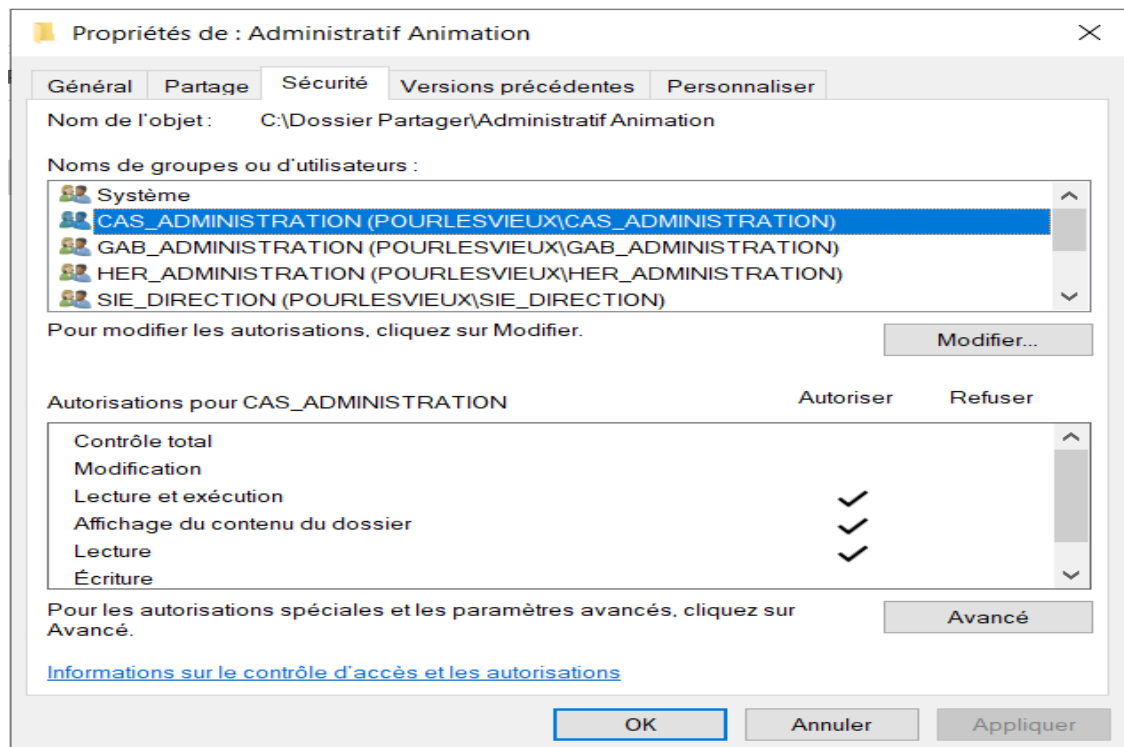 Propriétés de : Administratif Animation
Général Partage Sécurité Versions précédentes Personnaliser
Nom de l'objet : C:\Dossier Partager\Administratif Animation
Noms de groupes ou d'utilisateurs :
Système
CAS_ADMINISTRATION (POURLESVIEUX\CAS_ADMINISTRATION)
GAB_ADMINISTRATION (POURLESVIEUX\GAB_ADMINISTRATION)
HER_ADMINISTRATION (POURLESVIEUX\HER_ADMINISTRATION)
SIE_DIRECTION (POURLESVIEUX\SIE_DIRECTION)
Pour modifier les autorisations, cliquez sur Modifier.
Modifier...
Autorisations pour CAS_ADMINISTRATION Autoriser Refuser
Contrôle total
Modification
Lecture et exécution
Affichage du contenu du dossier
Lecture
Écriture
Pour les autorisations spéciales et les paramètres avancés, cliquez sur
Avancé.
Avancé
Informations sur le contrôle d'accès et les autorisations
OK Annuler Appliquer